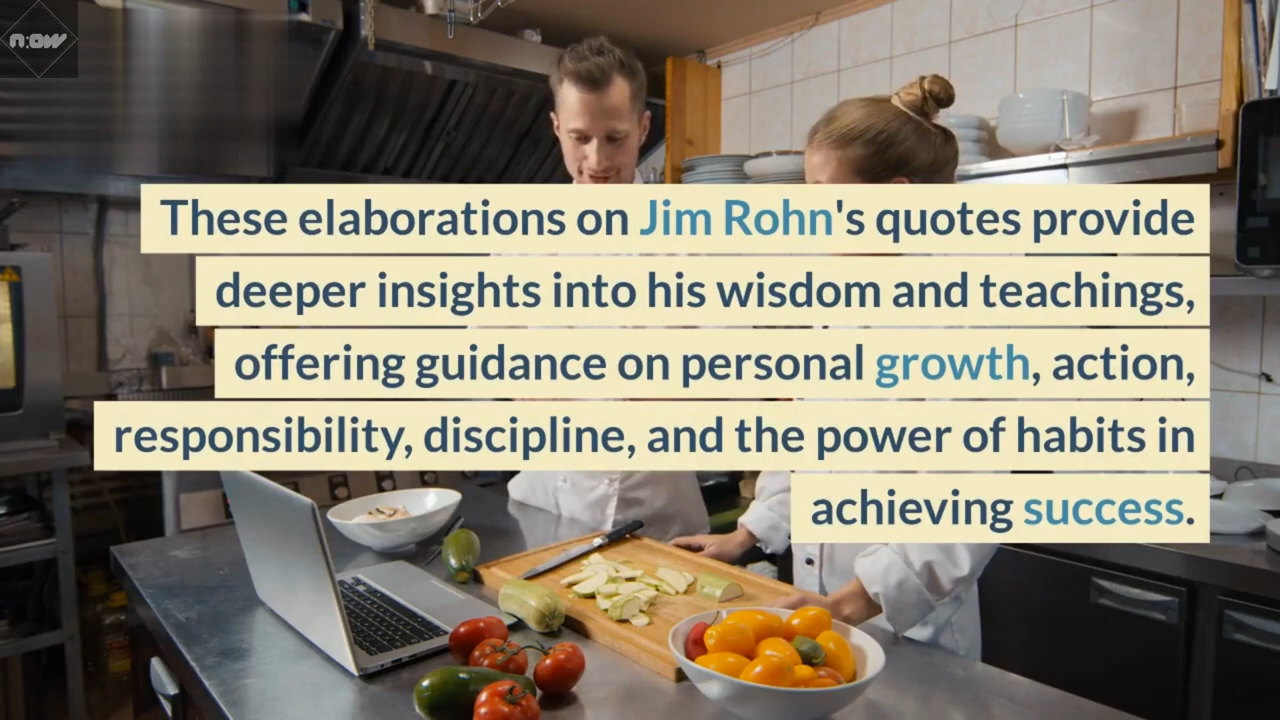 n:ow
These elaborations on Jim Rohn's quotes provide
deeper insights into his wisdom and teachings,
offering guidance on personal growth, action,
responsibility, discipline, and the power of habits in
achieving success.